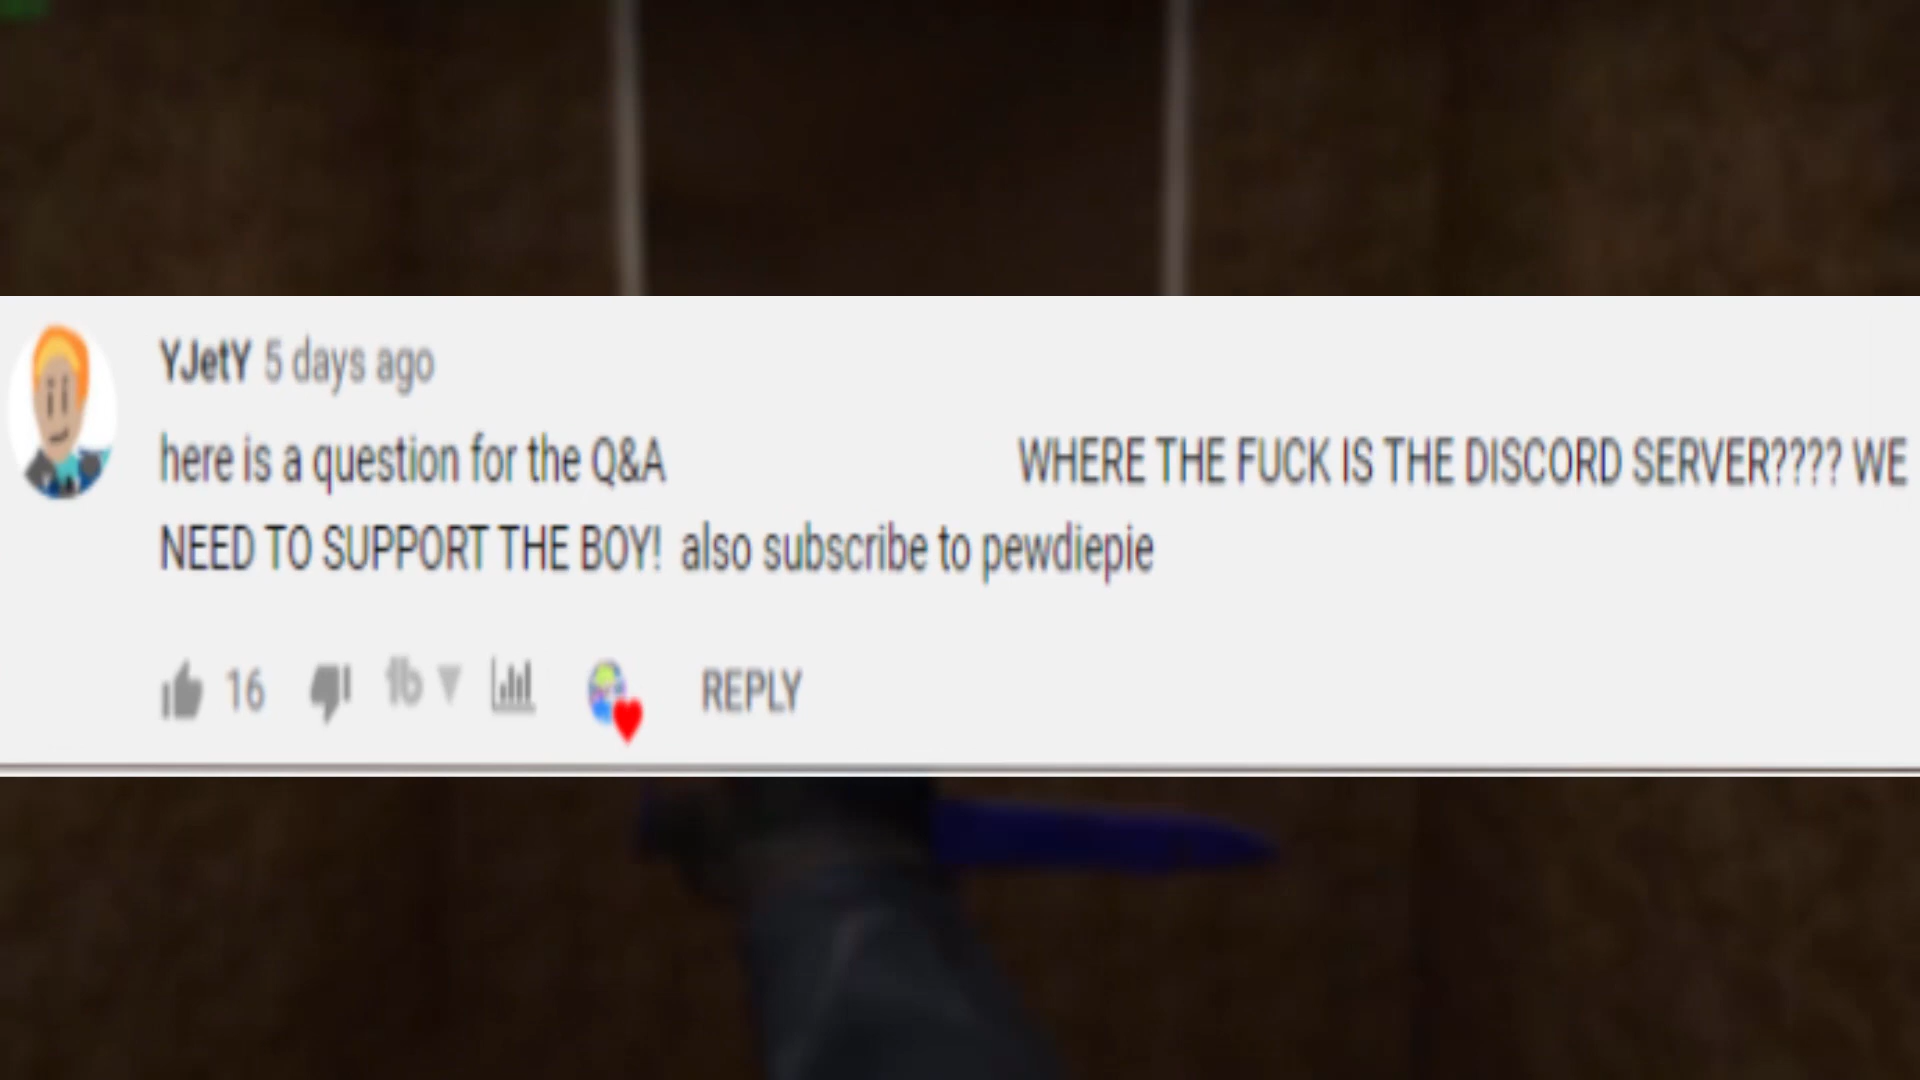 YJetY 5 days ago
here is a question for the Q&A WHERE THE FUCK IS THE DISCORD SERVER???? WE
NEED TO SUPPORT THE BOY! also subscribe to pewdiepie
16 tb REPLY